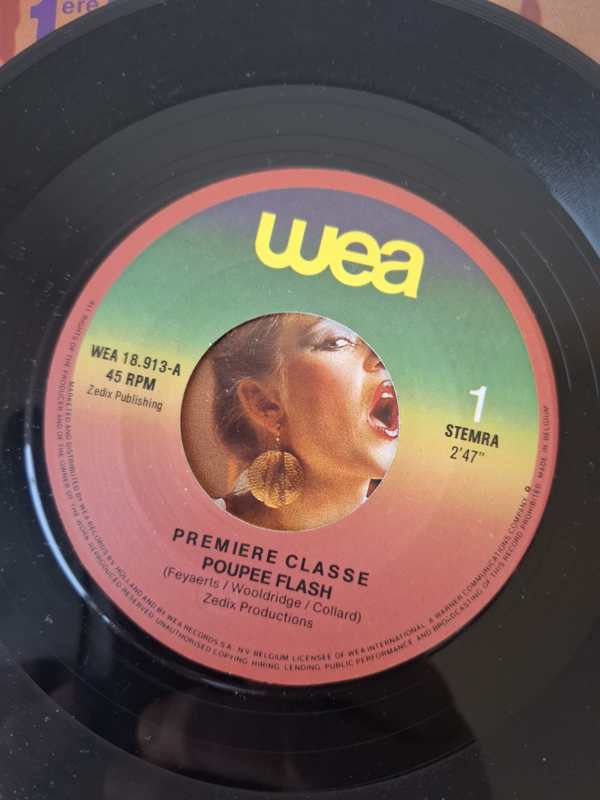 1ere
wea
WEA 18.913-A
45 RPM
Zedix Publishing
1
STEMRA
2'47"
PREMIERE CLASSE
POUPEE FLASH
(Feyaerts / Wooldridge / Collard)
Zedix Productions
ALL RIGHTS OF THE PRODUCER AND OF THE OWNER OF THE WORK REPRODUCED RESERVED UNAUTHORISED COPYING, HIRING, LENDING, PUBLIC PERFORMANCE AND BROADCASTING OF THIS RECORD PROHIBITED. MADE IN BELGIUM
MARKETED AND DISTRIBUTED BY WEA RECORDS BV HOLLAND AND BY WEA RECORDS S.A. N.V. BELGIUM LICENSEE OF WEA INTERNATIONAL. A WARNER COMMUNICATIONS COMPANY.